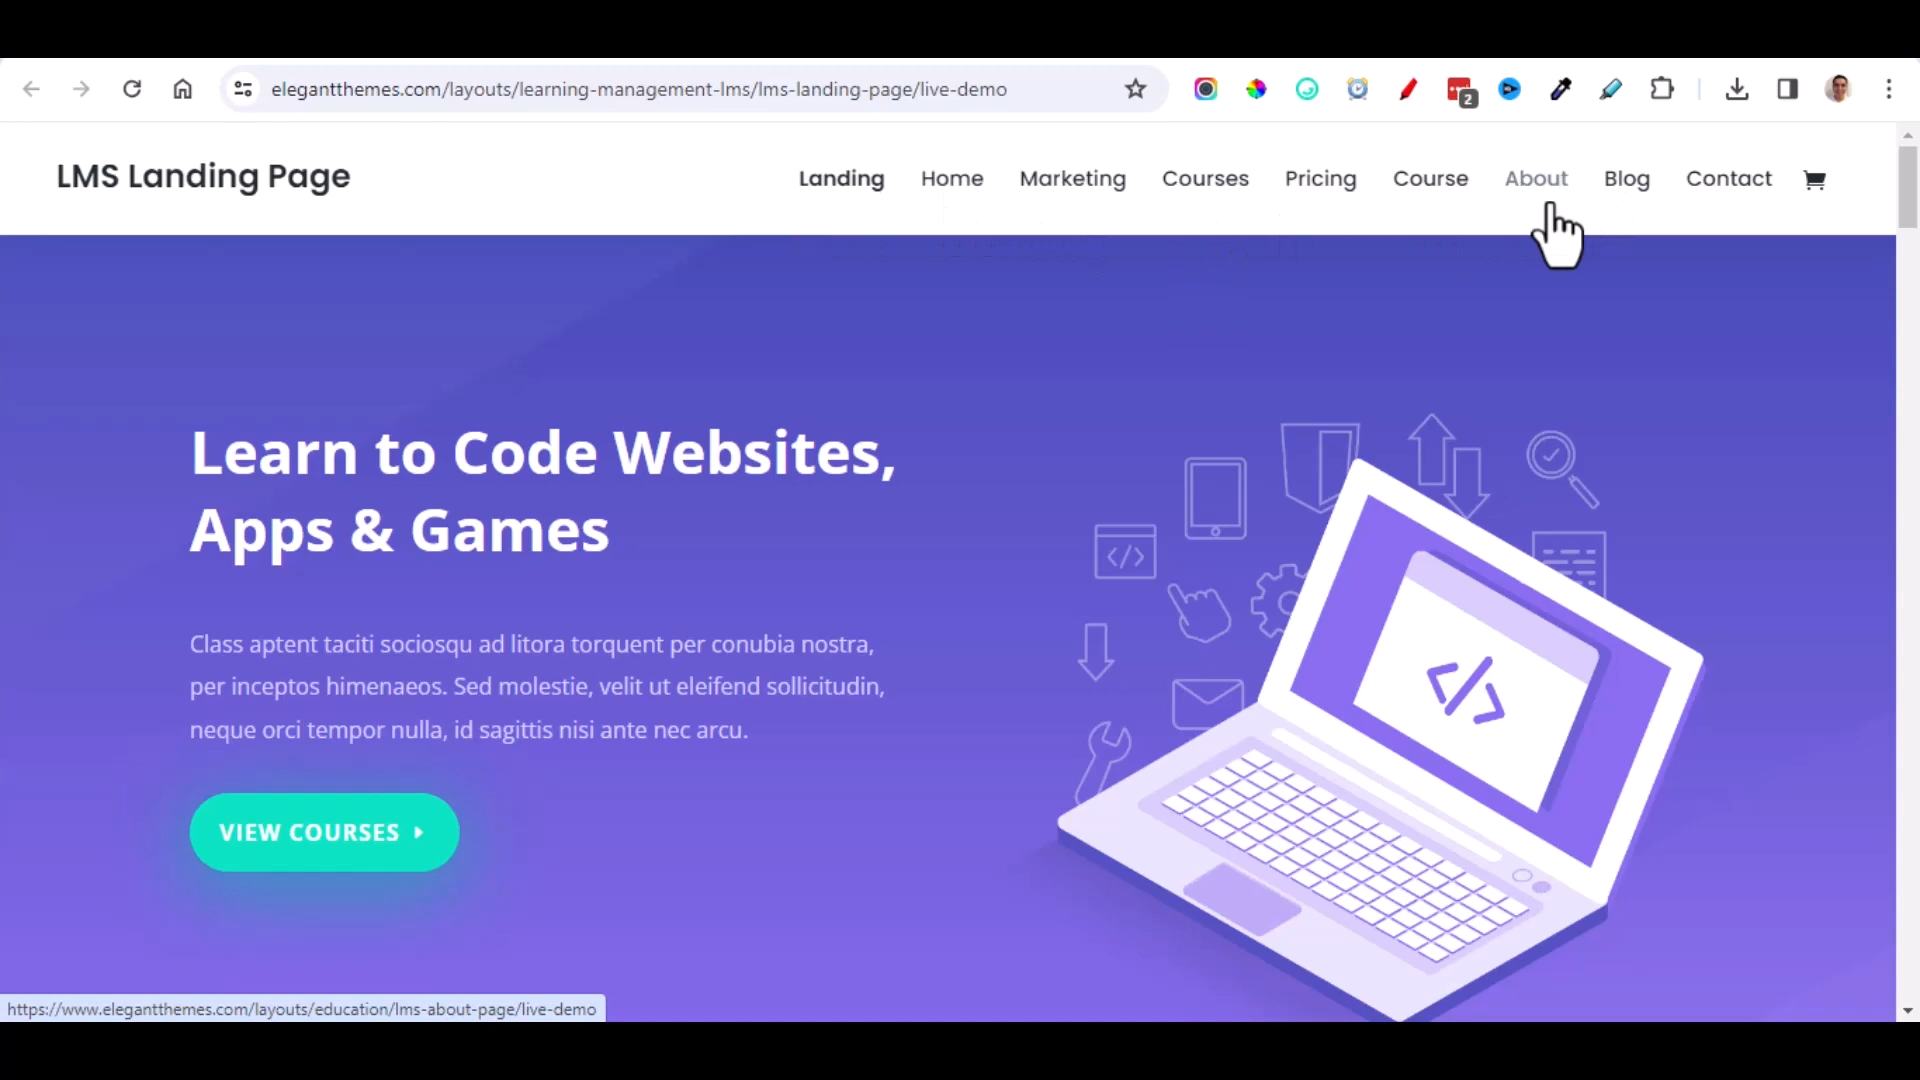 elegantthemes.com/layouts/learning-management-lms/lms-landing-page/live-demo
2
LMS Landing Page
Landing Home Marketing Courses Pricing Course About Blog Contact
Learn to Code Websites,
Apps & Games
Class aptent taciti sociosqu ad litora torquent per conubia nostra,
per inceptos himenaeos. Sed molestie, velit ut eleifend sollicitudin,
neque orci tempor nulla, id sagittis nisi ante nec arcu.
VIEW COURSES
</>
</>
https://www.elegantthemes.com/layouts/education/lms-about-page/live-demo